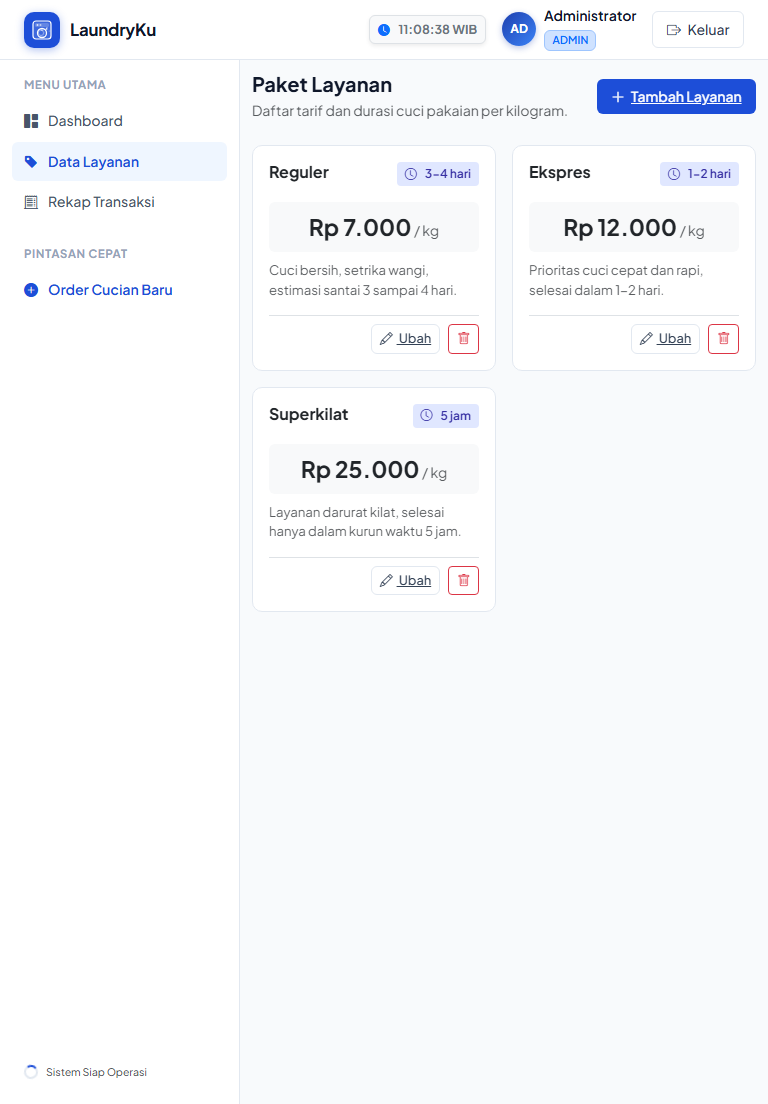 LaundryKu
11:08:38 WIB
AD
Administrator
ADMIN
Keluar
MENU UTAMA
Dashboard
Data Layanan
Rekap Transaksi
PINTASAN CEPAT
Order Cucian Baru
Sistem Siap Operasi
Paket Layanan
Daftar tarif dan durasi cuci pakaian per kilogram.
Tambah Layanan
Reguler
3-4 hari
Rp 7.000 / kg
Cuci bersih, setrika wangi,
estimasi santai 3 sampai 4 hari.
Ubah
Ekspres
1-2 hari
Rp 12.000 / kg
Prioritas cuci cepat dan rapi,
selesai dalam 1-2 hari.
Ubah
Superkilat
5 jam
Rp 25.000 / kg
Layanan darurat kilat, selesai
hanya dalam kurun waktu 5 jam.
Ubah